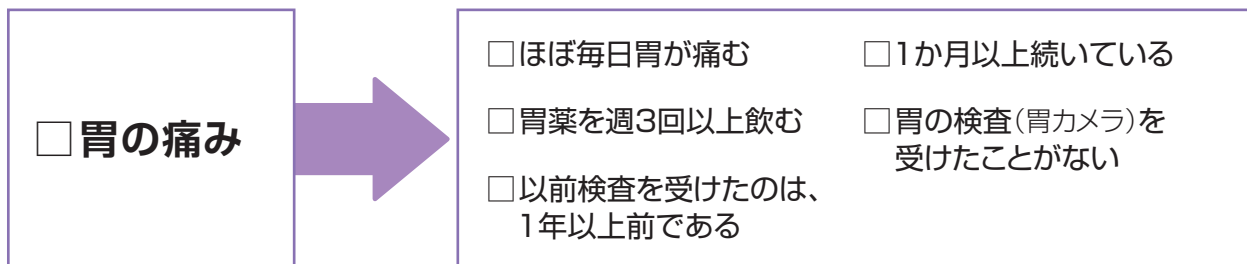 □胃の痛み
□ほぼ毎日胃が痛む
□胃薬を週3回以上飲む
□以前検査を受けたのは、
1年以上前である
□1か月以上続いている
□胃の検査(胃カメラ)を
受けたことがない